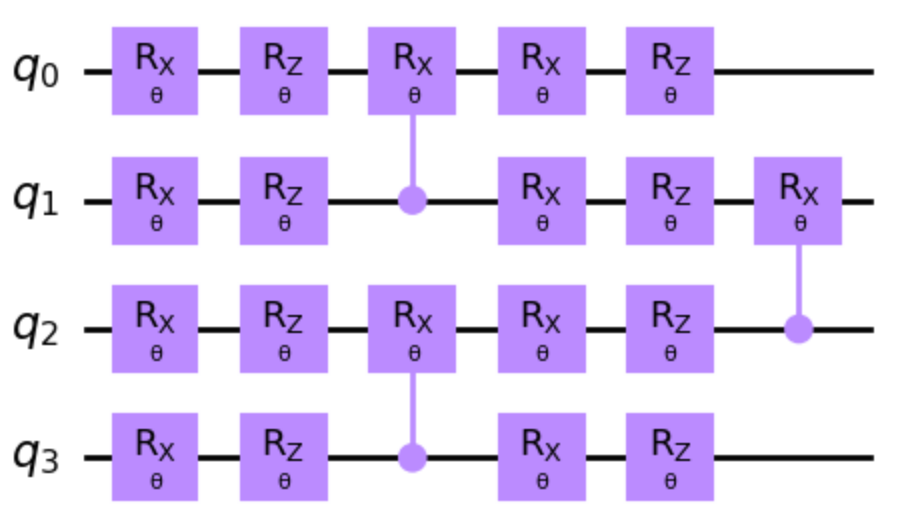 q0 RX RZ RX RX RZ
θ θ θ θ θ
q1 RX RZ RX RZ RX
θ θ θ θ θ
q2 RX RZ RX RX RZ
θ θ θ θ θ
q3 RX RZ RX RZ
θ θ θ θ